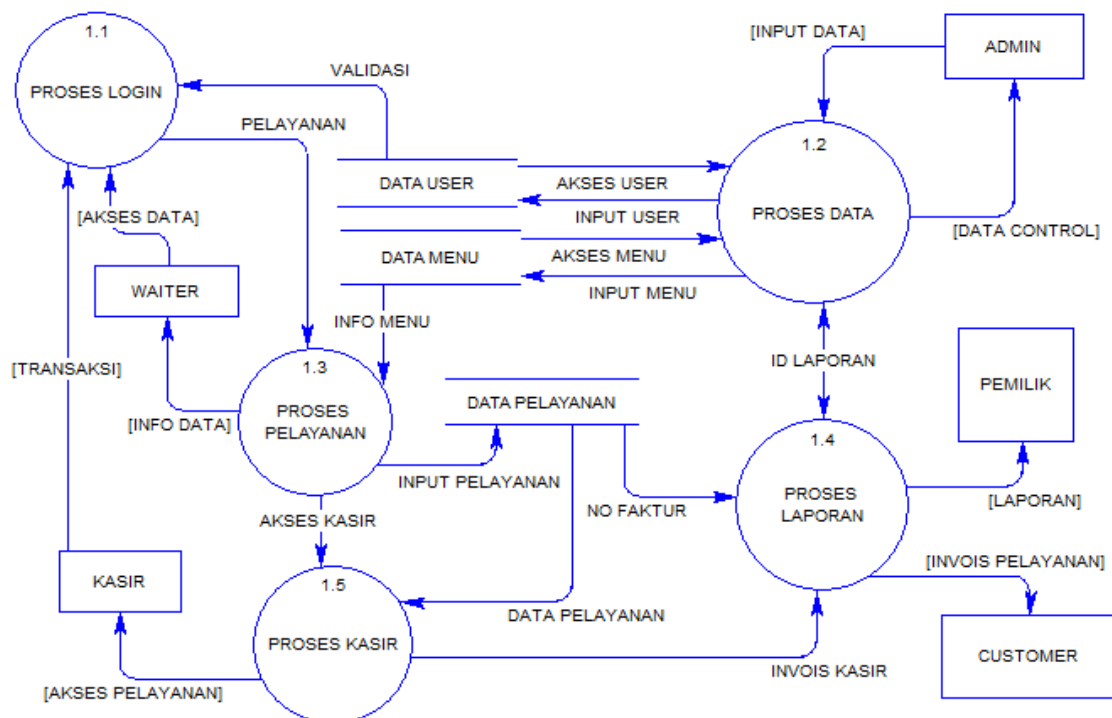 1.1
PROSES LOGIN
VALIDASI
PELAYANAN
[INPUT DATA]
ADMIN
1.2
PROSES DATA
[DATA CONTROL]
DATA USER
AKSES USER
INPUT USER
DATA MENU
AKSES MENU
INPUT MENU
[AKSES DATA]
WAITER
INFO MENU
[TRANSAKSI]
[INFO DATA]
1.3
PROSES
PELAYANAN
ID LAPORAN
PEMILIK
DATA PELAYANAN
INPUT PELAYANAN
NO FAKTUR
1.4
PROSES
LAPORAN
[LAPORAN]
AKSES KASIR
KASIR
1.5
PROSES KASIR
DATA PELAYANAN
[INVOIS PELAYANAN]
CUSTOMER
INVOIS KASIR
[AKSES PELAYANAN]